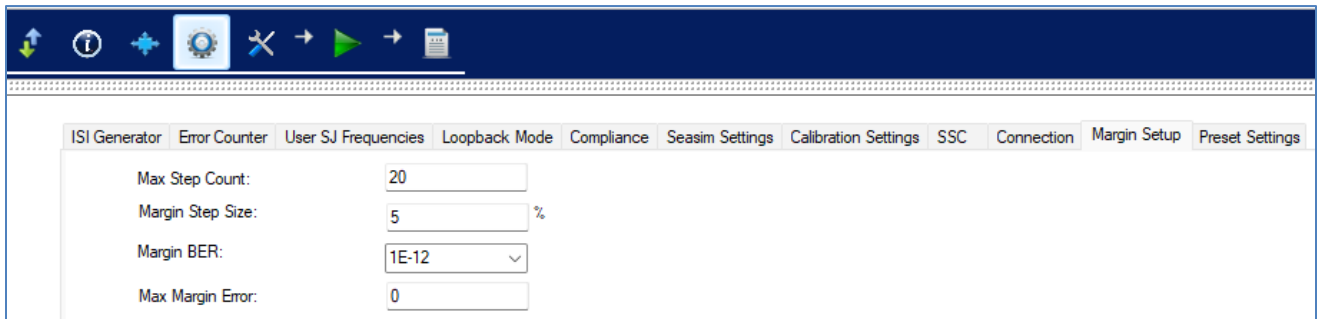 ISI Generator Error Counter User SJ Frequencies Loopback Mode Compliance Seasim Settings Calibration Settings SSC Connection Margin Setup Preset Settings
Max Step Count: 20
Margin Step Size: 5 %
Margin BER: 1E-12
Max Margin Error: 0